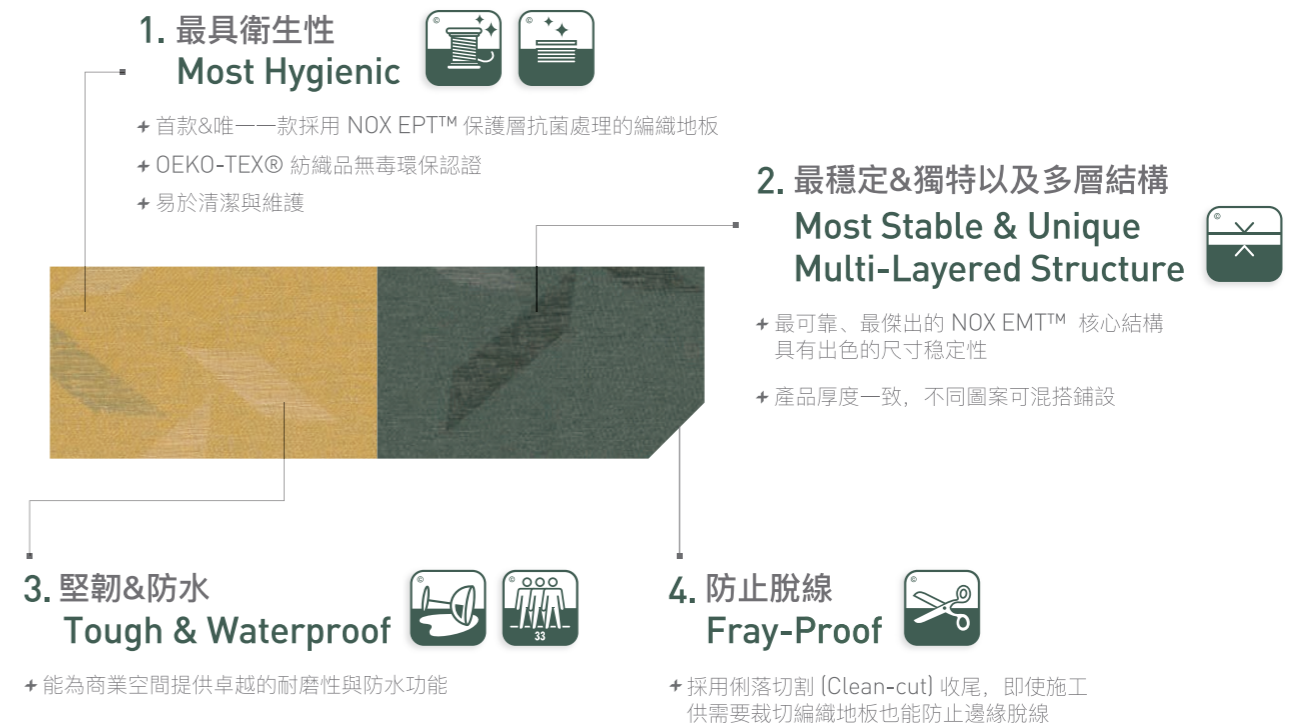 1. 最具衛生性
Most Hygienic
+ 首款&唯一一款採用 NOX EPT™ 保護層抗菌處理的編織地板
+ OEKO-TEX® 紡織品無毒環保認證
+ 易於清潔與維護
2. 最穩定&獨特以及多層結構
Most Stable & Unique
Multi-Layered Structure
+ 最可靠、最傑出的 NOX EMT™ 核心結構
具有出色的尺寸稳定性
+ 產品厚度一致，不同圖案可混搭鋪設
3. 堅韌&防水
Tough & Waterproof
33
+ 能為商業空間提供卓越的耐磨性與防水功能
4. 防止脫線
Fray-Proof
+ 採用俐落切割 (Clean-cut) 收尾，即使施工
供需要裁切編織地板也能防止邊緣脫線